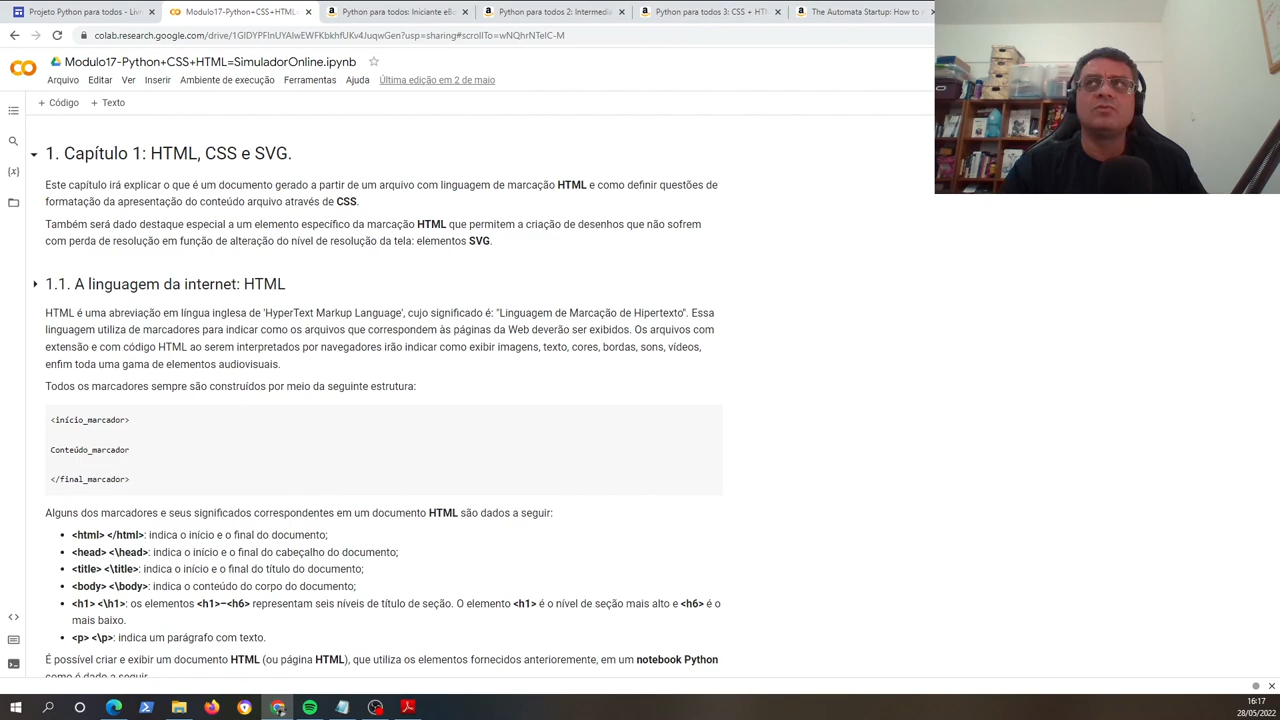 Projeto Python para todos - Livr
Modulo17-Python+CSS+HTML=
Python para todos: Iniciante eBo
Python para todos 2: Intermedia
Python para todos 3: CSS + HTM
The Automata Startup: How to
colab.research.google.com/drive/
usp=sharing#scrollTo=wNQhrNTelC-M
Modulo17-Python+CSS+HTML=SimuladorOnline.ipynb
Arquivo Editar Ver Inserir Ambiente de execução Ferramentas Ajuda Última edição em 2 de maio
+ Código + Texto
1. Capítulo 1: HTML, CSS e SVG.
Este capítulo irá explicar o que é um documento gerado a partir de um arquivo com linguagem de marcação HTML e como definir questões de
formatação da apresentação do conteúdo arquivo através de CSS.
Também será dado destaque especial a um elemento específico da marcação HTML que permitem a criação de desenhos que não sofrem
com perda de resolução em função de alteração do nível de resolução da tela: elementos SVG.
1.1. A linguagem da internet: HTML
HTML é uma abreviação em língua inglesa de 'HyperText Markup Language', cujo significado é: "Linguagem de Marcação de Hipertexto". Essa
linguagem utiliza de marcadores para indicar como os arquivos que correspondem às páginas da Web deverão ser exibidos. Os arquivos com
extensão e com código HTML ao serem interpretados por navegadores irão indicar como exibir imagens, texto, cores, bordas, sons, vídeos,
enfim toda uma gama de elementos audiovisuais.
Todos os marcadores sempre são construídos por meio da seguinte estrutura:
<início_marcador>
Conteúdo_marcador
</final_marcador>
Alguns dos marcadores e seus significados correspondentes em um documento HTML são dados a seguir:
• <html> </html>: indica o início e o final do documento;
• <head> <\head>: indica o início e o final do cabeçalho do documento;
• <title> <\title>: indica o início e o final do título do documento;
• <body> <\body>: indica o conteúdo do corpo do documento;
• <h1> <\h1>: os elementos <h1>–<h6> representam seis níveis de título de seção. O elemento <h1> é o nível de seção mais alto e <h6> é o
mais baixo.
• <p> <\p>: indica um parágrafo com texto.
É possível criar e exibir um documento HTML (ou página HTML), que utiliza os elementos fornecidos anteriormente, em um notebook Python
como é dado a seguir
16:17
28/05/2022